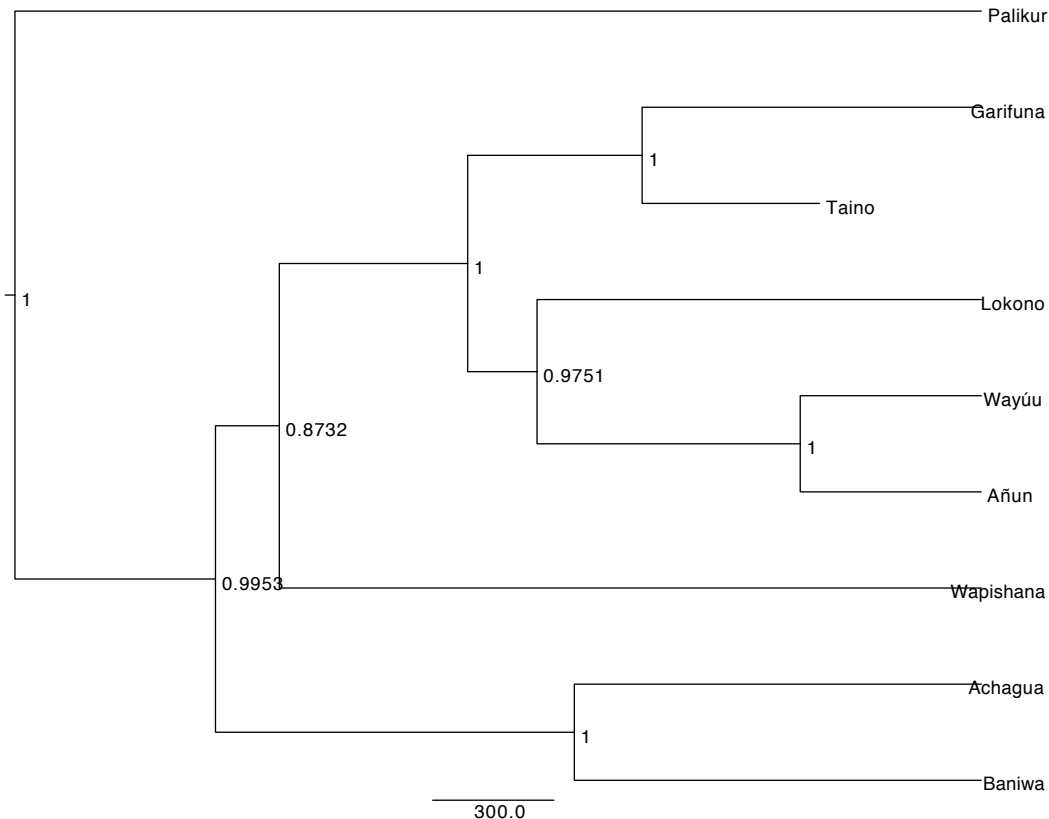 Palikur
Garifuna
1
Taino
1
Lokono
1
0.9751
Wayúu
0.8732
1
Añun
0.9953
Wapishana
Achagua
1
Baniwa
300.0